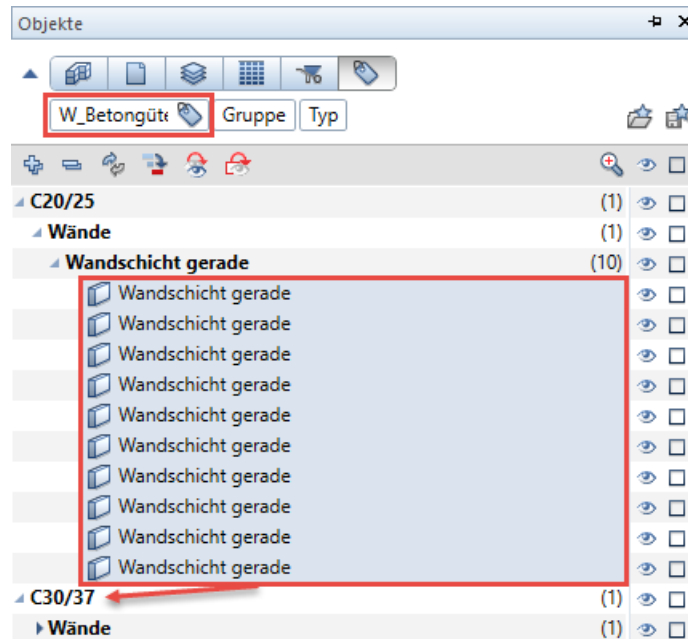 Objekte
W_Betongüte Gruppe Typ
C20/25 (1)
Wände (1)
Wandschicht gerade (10)
Wandschicht gerade
Wandschicht gerade
Wandschicht gerade
Wandschicht gerade
Wandschicht gerade
Wandschicht gerade
Wandschicht gerade
Wandschicht gerade
Wandschicht gerade
Wandschicht gerade
C30/37 (1)
Wände (1)